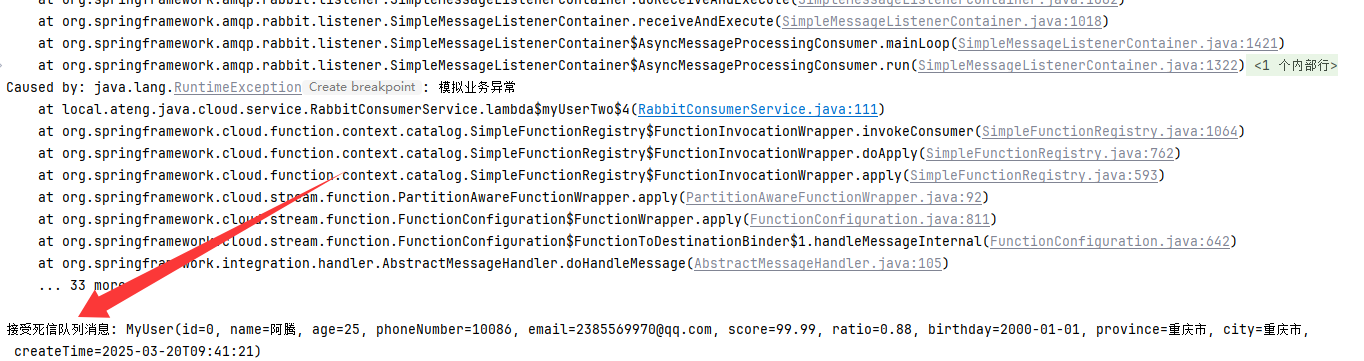 at org.springframework.amqp.rabbit.listener.SimpleMessageListenerContainer.doReceiveAndExecute(SimpleMessageListenerContainer.java:1062)
at org.springframework.amqp.rabbit.listener.SimpleMessageListenerContainer.receiveAndExecute(SimpleMessageListenerContainer.java:1018)
at org.springframework.amqp.rabbit.listener.SimpleMessageListenerContainer$AsyncMessageProcessingConsumer.mainLoop(SimpleMessageListenerContainer.java:1421)
at org.springframework.amqp.rabbit.listener.SimpleMessageListenerContainer$AsyncMessageProcessingConsumer.run(SimpleMessageListenerContainer.java:1322) <1 个内部行>
Caused by: java.lang.RuntimeException Create breakpoint : 模拟业务异常
at local.ateng.java.cloud.service.RabbitConsumerService.lambda$myUserTwo$4(RabbitConsumerService.java:111)
at org.springframework.cloud.function.context.catalog.SimpleFunctionRegistry$FunctionInvocationWrapper.invokeConsumer(SimpleFunctionRegistry.java:1064)
at org.springframework.cloud.function.context.catalog.SimpleFunctionRegistry$FunctionInvocationWrapper.doApply(SimpleFunctionRegistry.java:762)
at org.springframework.cloud.function.context.catalog.SimpleFunctionRegistry$FunctionInvocationWrapper.apply(SimpleFunctionRegistry.java:593)
at org.springframework.cloud.stream.function.PartitionAwareFunctionWrapper.apply(PartitionAwareFunctionWrapper.java:92)
at org.springframework.cloud.stream.function.FunctionConfiguration$FunctionWrapper.apply(FunctionConfiguration.java:811)
at org.springframework.cloud.stream.function.FunctionConfiguration$FunctionToDestinationBinder$1.handleMessageInternal(FunctionConfiguration.java:642)
at org.springframework.integration.handler.AbstractMessageHandler.doHandleMessage(AbstractMessageHandler.java:105)
... 33 more
接受死信队列消息: MyUser(id=0, name=阿腾, age=25, phoneNumber=10086, email=2385569970@qq.com, score=99.99, ratio=0.88, birthday=2000-01-01, province=重庆市, city=重庆市,
createTime=2025-03-20T09:41:21)